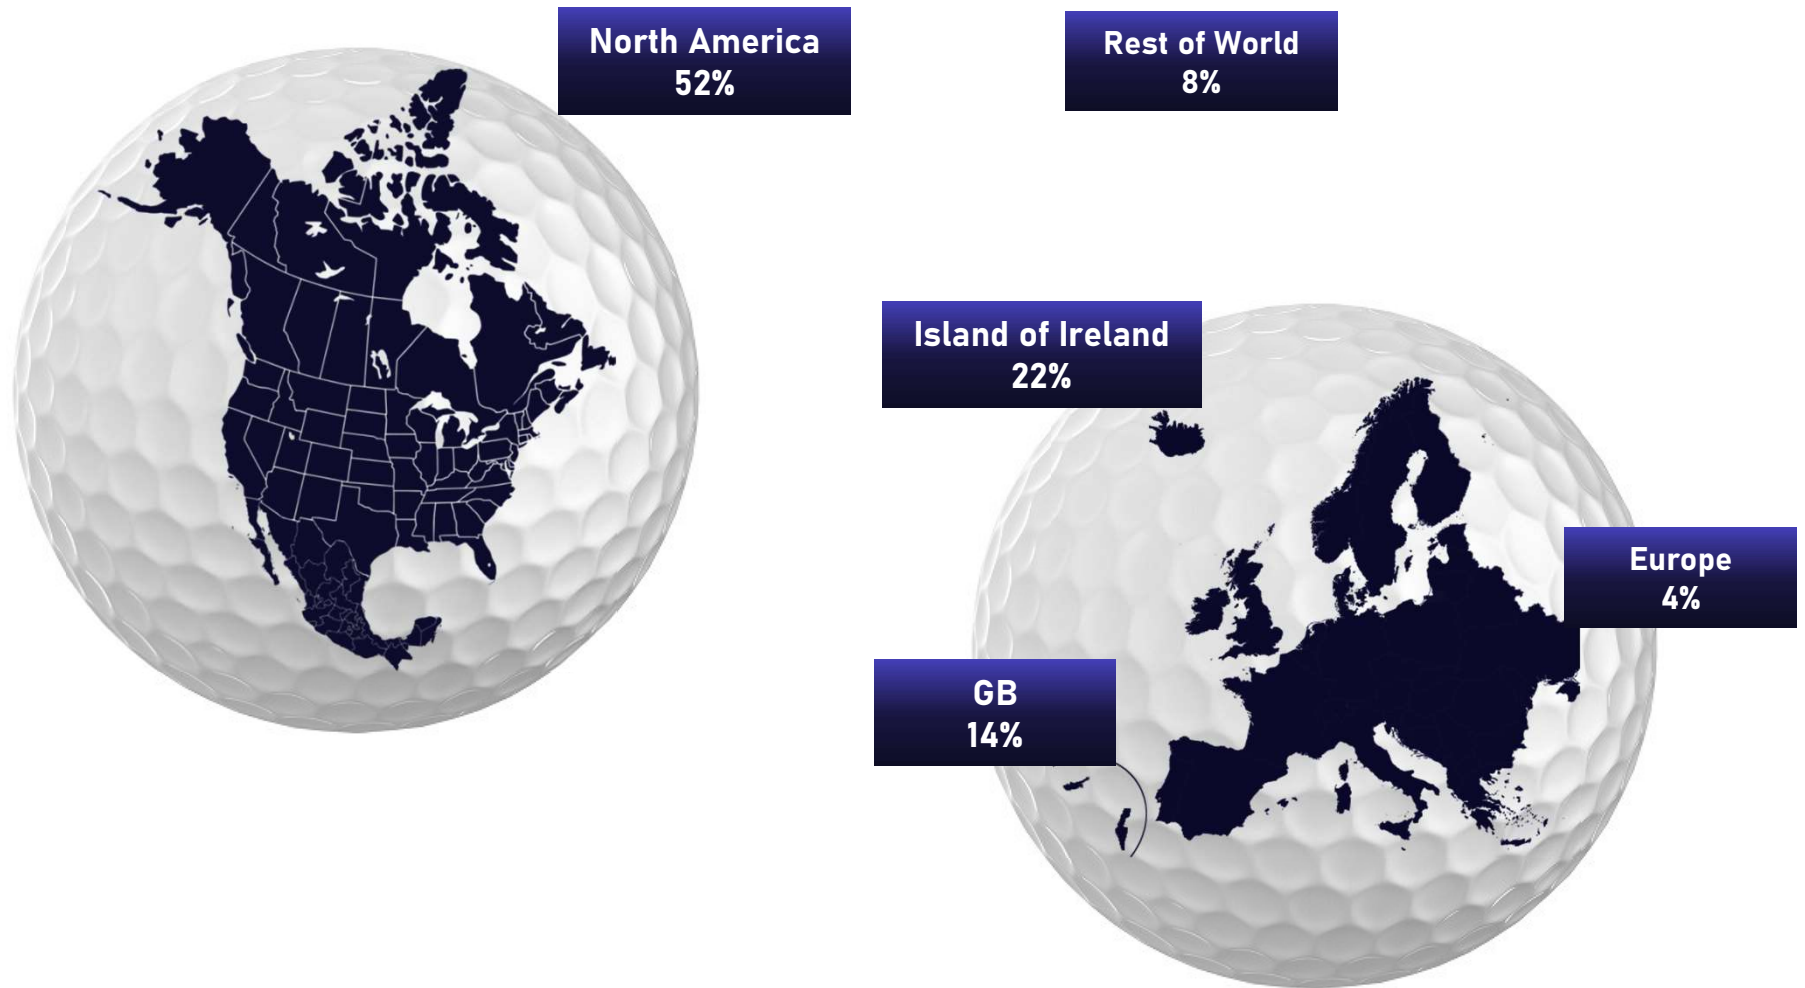 North America
52%
Rest of World
8%
Island of Ireland
22%
Europe
4%
GB
14%